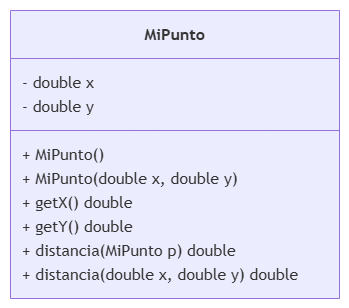 MiPunto
- double x
- double y
+ MiPunto()
+ MiPunto(double x, double y)
+ getX() double
+ getY() double
+ distancia(MiPunto p) double
+ distancia(double x, double y) double